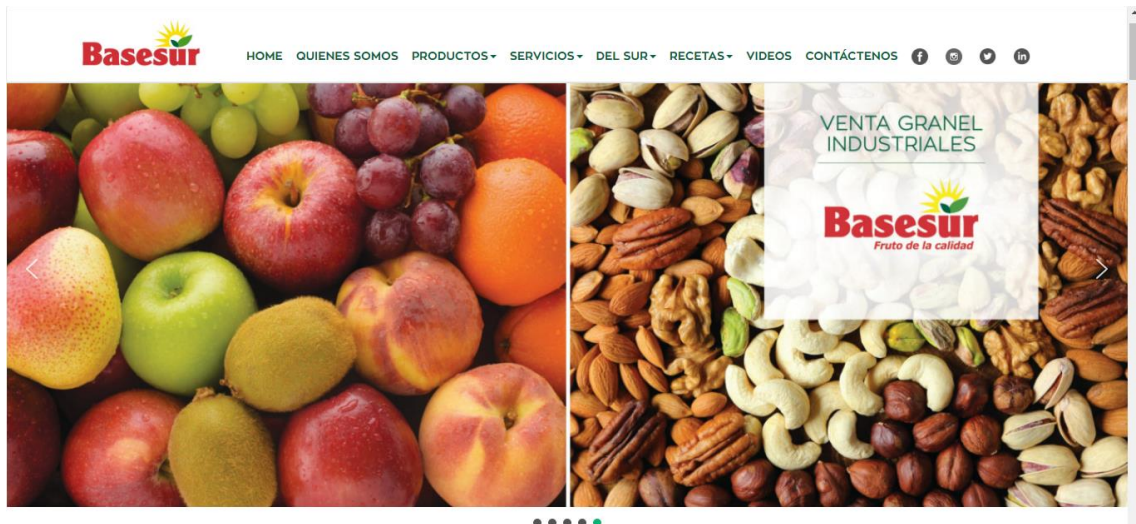 Basesur
HOME QUIENES SOMOS PRODUCTOS SERVICIOS DEL SUR RECETAS VIDEOS CONTÁCTENOS
VENTA GRANEL
INDUSTRIALES
Basesur
Fruto de la calidad